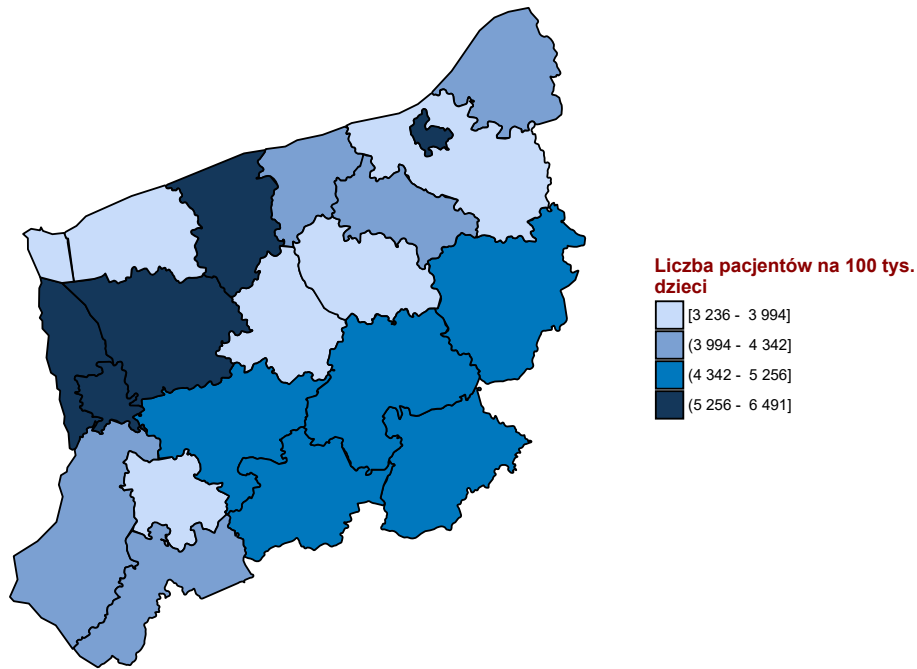 Liczba pacjentów na 100 tys.
dzieci
[3 236 - 3 994]
(3 994 - 4 342]
(4 342 - 5 256]
(5 256 - 6 491]